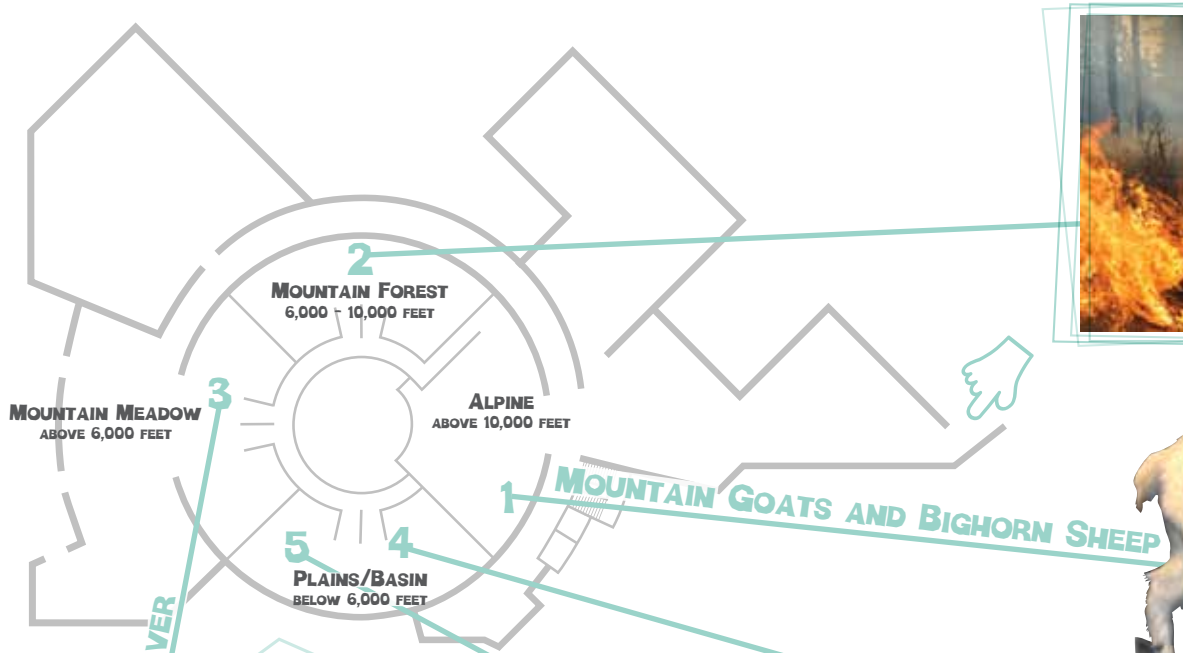 2
Mountain Forest
6,000 - 10,000 feet
3
Mountain Meadow
above 6,000 feet
Alpine
above 10,000 feet
1
Mountain Goats and Bighorn Sheep
5
4
Plains/Basin
below 6,000 feet
ver